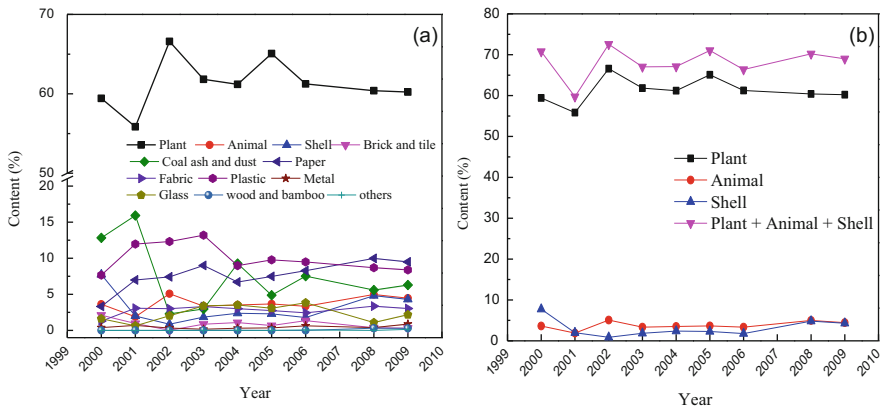 (a)
Content (%)
70
60
50
20
15
10
5
0
Plant Animal Shell Brick and tile
Coal ash and dust Paper
Fabric Plastic Metal
Glass wood and bamboo others
1999 2000 2001 2002 2003 2004 2005 2006 2008 2009 2010
Year
(b)
Content (%)
80
70
60
50
40
30
20
10
0
Plant
Animal
Shell
Plant + Animal + Shell
1999 2000 2001 2002 2003 2004 2005 2006 2008 2009 2010
Year